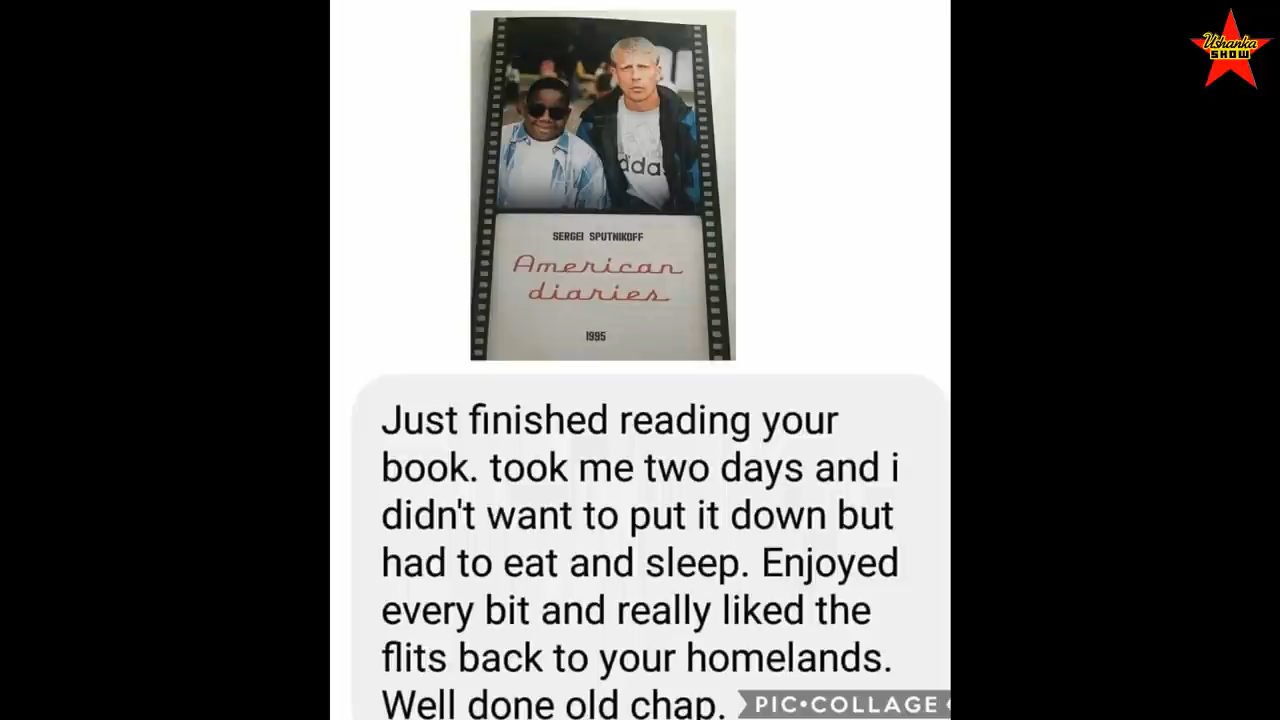 Ushanka
SHOW
ddas
SERGEI SPUTNIKOFF
American
diaries
1995
Just finished reading your
book. took me two days and i
didn't want to put it down but
had to eat and sleep. Enjoyed
every bit and really liked the
flits back to your homelands.
Well done old chap.
PIC•COLLAGE